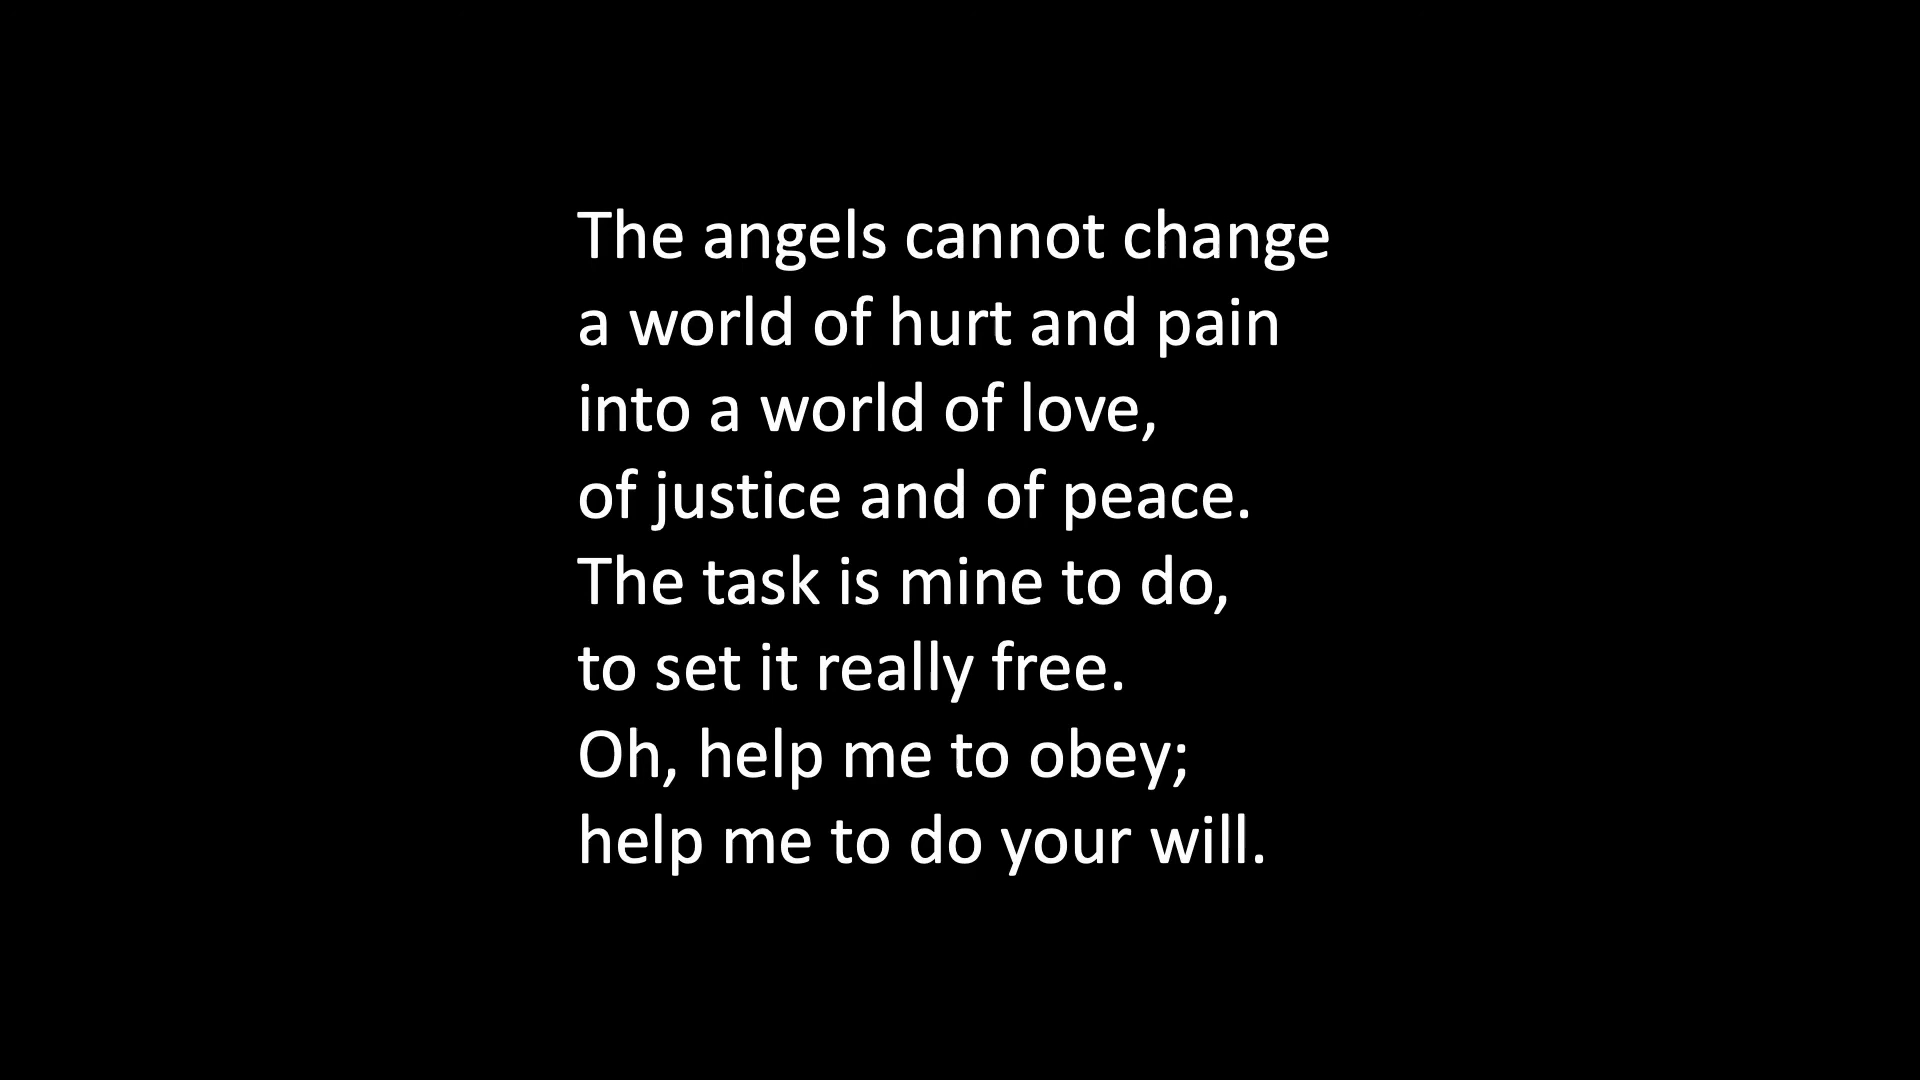 The angels cannot change
a world of hurt and pain
into a world of love,
of justice and of peace.
The task is mine to do,
to set it really free.
Oh, help me to obey;
help me to do your will.